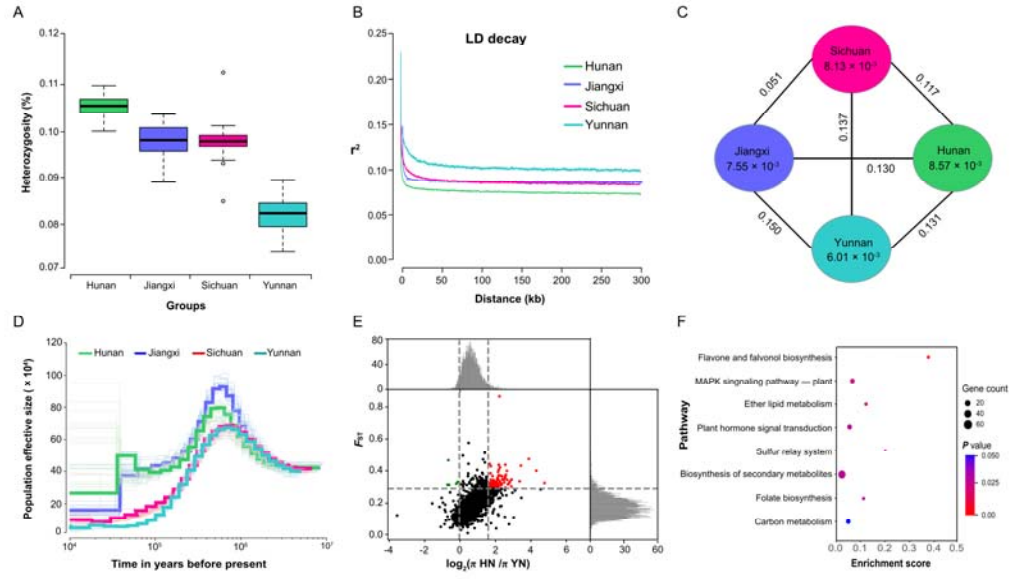 A
0.12
0.11
0.10
0.09
0.08
0.07
Heterozygosity (%)
Hunan
Jiangxi
Sichuan
Yunnan
Groups
B
LD decay
0.25
0.20
0.15
0.10
0.05
0.00
r²
Hunan
Jiangxi
Sichuan
Yunnan
0
50
100
150
200
250
300
Distance (kb)
C
Sichuan
8.13 × 10⁻³
Jiangxi
7.55 × 10⁻³
Hunan
8.57 × 10⁻³
Yunnan
6.01 × 10⁻³
0.051
0.117
0.137
0.130
0.150
0.131
D
120
100
80
60
40
20
0
Population effective size ( × 10⁴)
Hunan
Jiangxi
Sichuan
Yunnan
10⁴
10⁵
10⁶
10⁷
Time in years before present
E
80
40
0
0.8
0.6
0.4
0.2
0.0
F_ST
-4
-2
0
2
4
6
0
30
60
log₂(π HN /π YN)
F
Flavone and falvonol biosynthesis
MAPK singnaling pathway — plant
Ether lipid metabolism
Plant hormone signal transduction
Sulfur relay system
Biosynthesis of secondary metabolites
Folate biosynthesis
Carbon metabolism
Pathway
0.0
0.1
0.2
0.3
0.4
0.5
Enrichment score
Gene count
20
40
60
P value
0.050
0.025
0.00